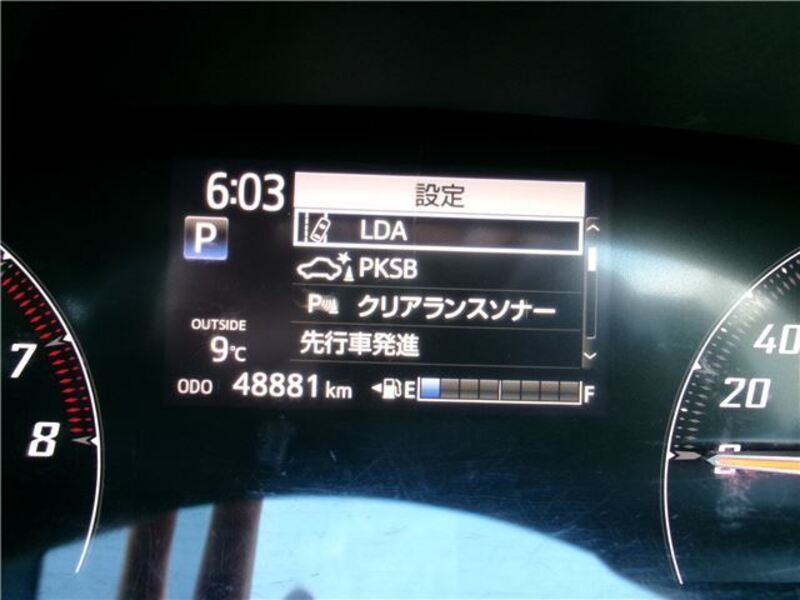 6:03
設定
P
LDA
PKSB
P クリアランスソナー
OUTSIDE
9℃
先行車発進
ODO 48881 km
E F
7
8
40
20
0